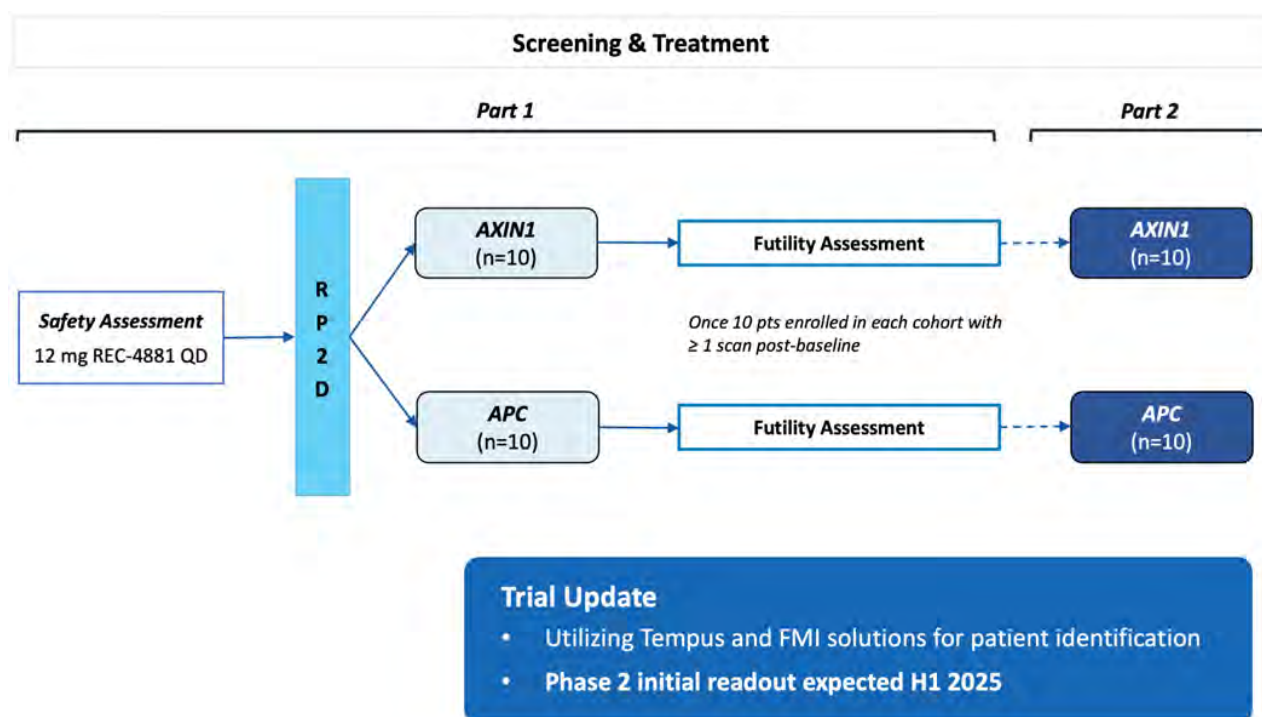 Screening & Treatment
Part 1
Part 2
Safety Assessment
12 mg REC-4881 QD
R
P
2
D
AXIN1
(n=10)
Futility Assessment
AXIN1
(n=10)
Once 10 pts enrolled in each cohort with
≥ 1 scan post-baseline
APC
(n=10)
Futility Assessment
APC
(n=10)
Trial Update
• Utilizing Tempus and FMI solutions for patient identification
• Phase 2 initial readout expected H1 2025